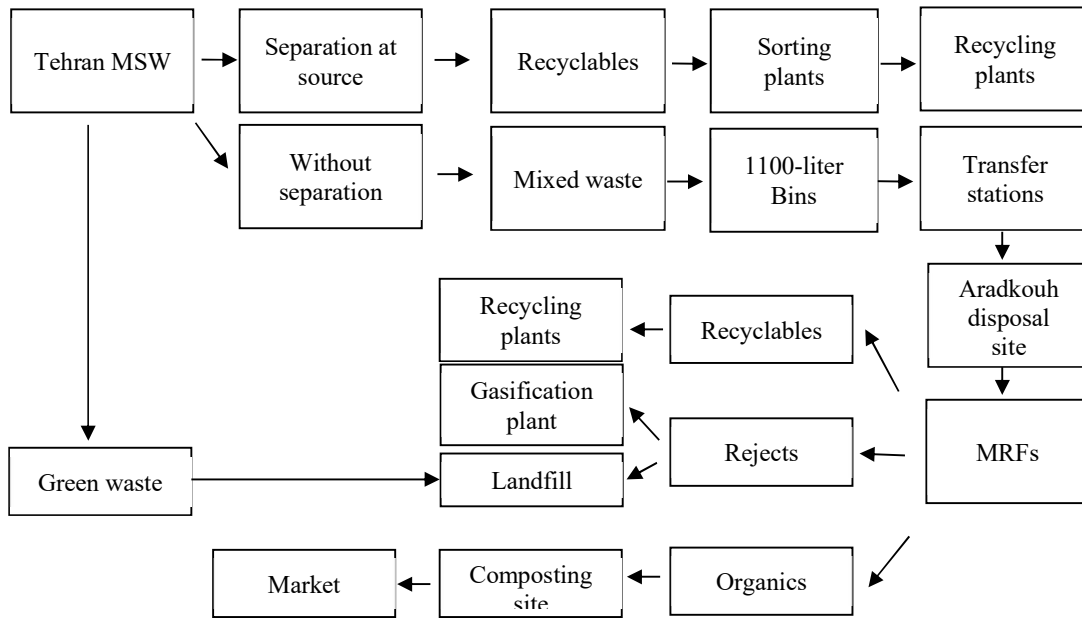 Tehran MSW
Separation at
source
Recyclables
Sorting
plants
Recycling
plants
Without
separation
Mixed waste
1100-liter
Bins
Transfer
stations
Aradkouh
disposal
site
Recycling
plants
Recyclables
Gasification
plant
MRFs
Rejects
Landfill
Green waste
Market
Composting
site
Organics